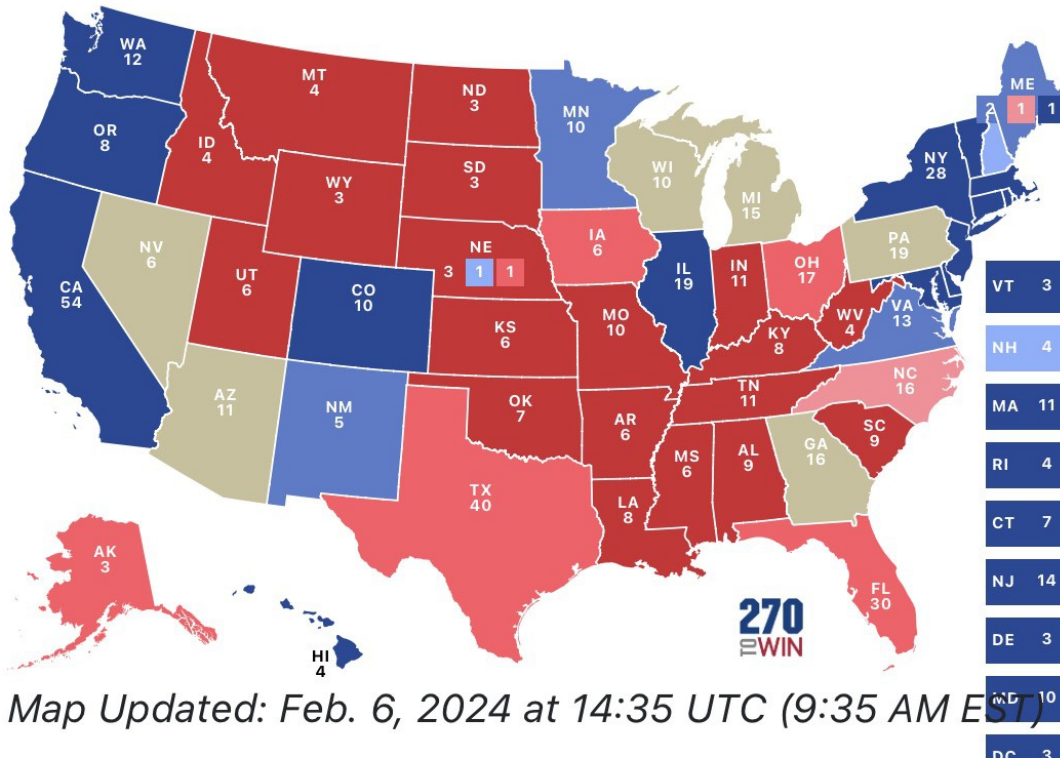 WA
12
OR
8
CA
54
NV
6
ID
4
MT
4
WY
3
UT
6
AZ
11
CO
10
NM
5
ND
3
SD
3
NE
3 1 1
KS
6
OK
7
TX
40
MN
10
IA
6
MO
10
AR
6
LA
8
WI
10
IL
19
MI
15
IN
11
OH
17
KY
8
TN
11
MS
6
AL
9
GA
16
FL
30
SC
9
NC
16
VA
13
WV
4
PA
19
NY
28
ME
2 1 1
VT 3
NH 4
MA 11
RI 4
CT 7
NJ 14
DE 3
MD 10
DC 3
AK
3
HI
4
270
TO WIN
Map Updated: Feb. 6, 2024 at 14:35 UTC (9:35 AM EST)